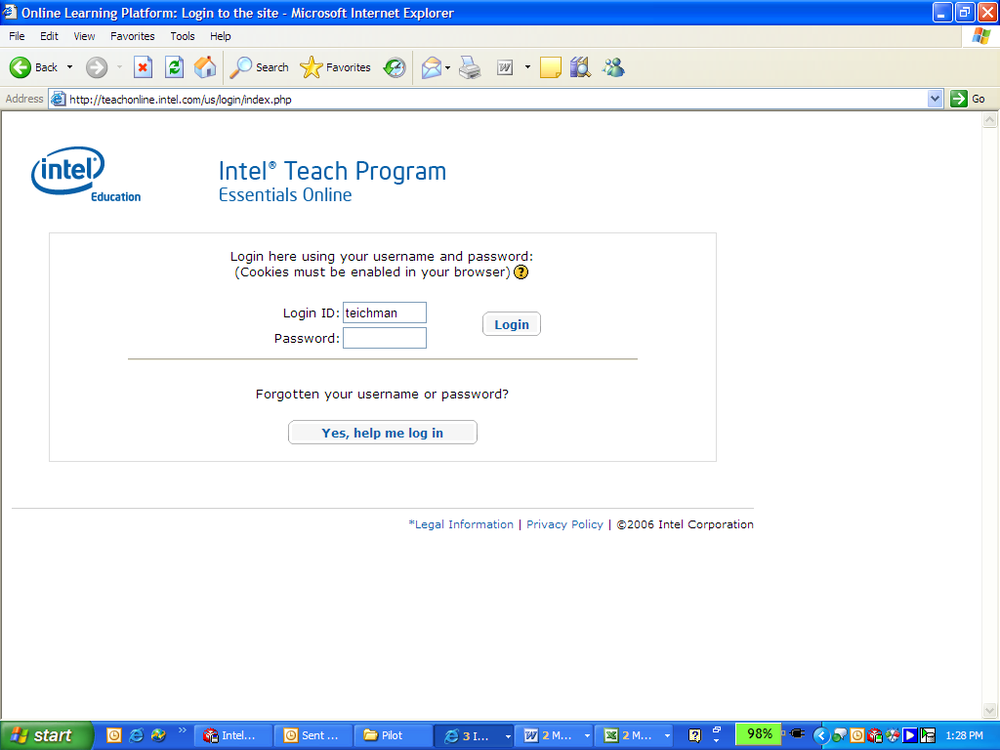 Online Learning Platform: Login to the site - Microsoft Internet Explorer
File Edit View Favorites Tools Help
Back Search Favorites W
Address http://teachonline.intel.com/us/login/index.php Go
intel® Education
Intel® Teach Program
Essentials Online
Login here using your username and password:
(Cookies must be enabled in your browser) ?
Login ID: teichman
Login
Password:
Forgotten your username or password?
Yes, help me log in
*Legal Information | Privacy Policy | ©2006 Intel Corporation
start » Intel... Sent ... Pilot 3 I... 2 M... 2 M... 98% 1:28 PM